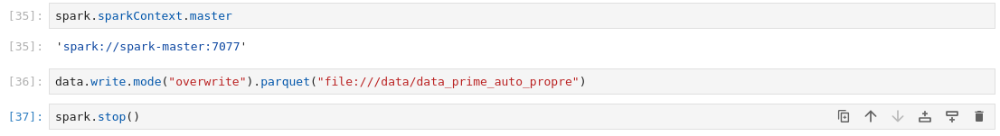 [35]: spark.sparkContext.master
[35]: 'spark://spark-master:7077'
[36]: data.write.mode("overwrite").parquet("file:///data/data_prime_auto_propre")
[37]: spark.stop()